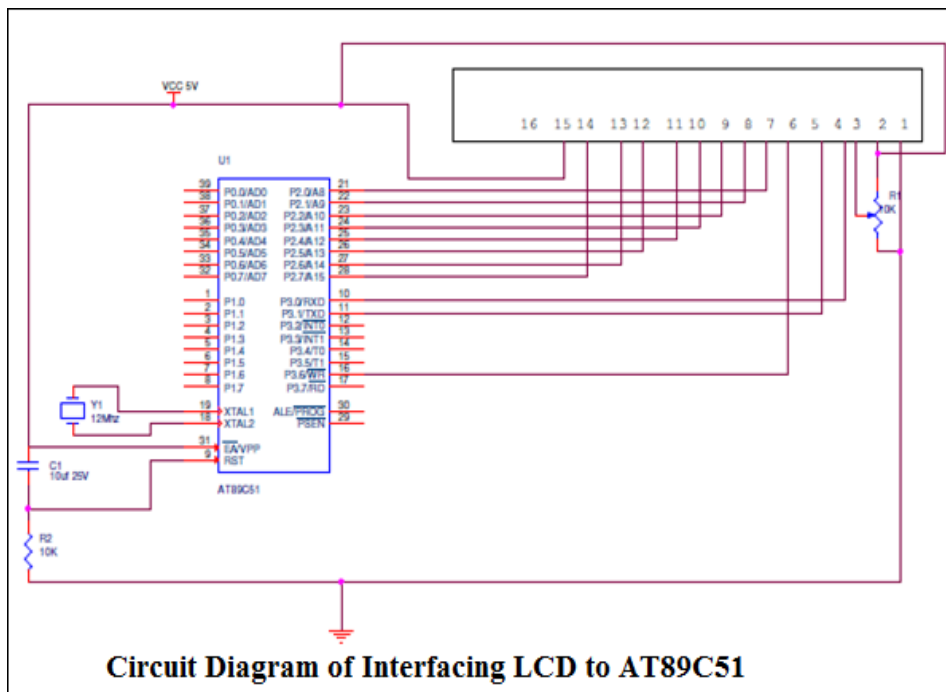 VCC 5V
16 15 14 13 12 11 10 9 8 7 6 5 4 3 2 1
U1
R1
10K
39 P0.0/AD0 P2.0/A8 21
38 P0.1/AD1 P2.1/A9 22
37 P0.2/AD2 P2.2/A10 23
36 P0.3/AD3 P2.3/A11 24
35 P0.4/AD4 P2.4/A12 25
34 P0.5/AD5 P2.5/A13 26
33 P0.6/AD6 P2.6/A14 27
32 P0.7/AD7 P2.7/A15 28
1 P1.0 P3.0/RXD 10
2 P1.1 P3.1/TXD 11
3 P1.2 P3.2/INT0 12
4 P1.3 P3.3/INT1 13
5 P1.4 P3.4/T0 14
6 P1.5 P3.5/T1 15
7 P1.6 P3.6/WR 16
8 P1.7 P3.7/RD 17
Y1
12Mhz
19 XTAL1 ALE/PROG 30
18 XTAL2 PSEN 29
31 EA/VPP
9 RST
C1
10uf 25V
AT89C51
R2
10K
Circuit Diagram of Interfacing LCD to AT89C51